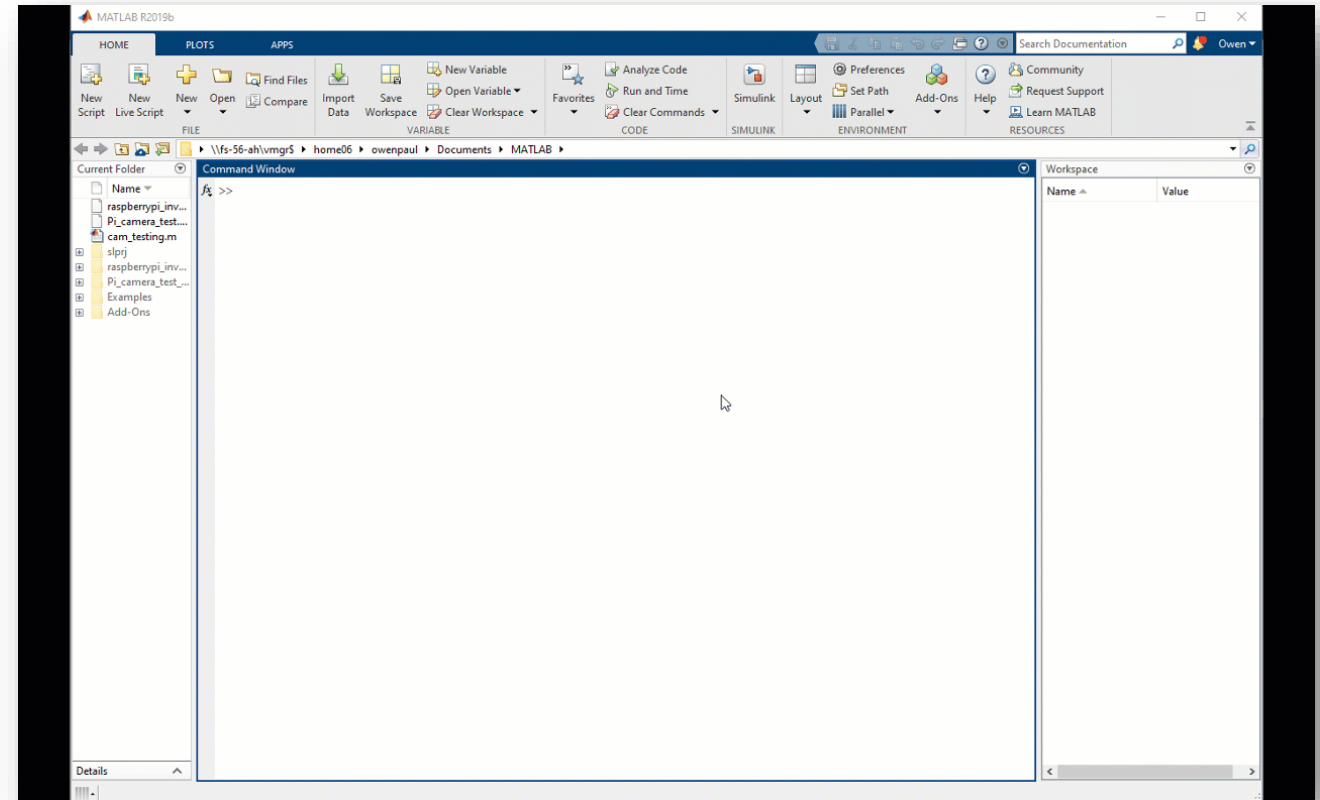 MATLAB R2019b
HOME PLOTS APPS
Search Documentation
Owen
New Script
New Live Script
New
Open
Find Files
Compare
FILE
Import Data
Save Workspace
New Variable
Open Variable
Clear Workspace
VARIABLE
Favorites
Analyze Code
Run and Time
Clear Commands
CODE
Simulink
SIMULINK
Layout
Preferences
Set Path
Parallel
Add-Ons
ENVIRONMENT
Help
Community
Request Support
Learn MATLAB
RESOURCES
\\fs-56-ah\vmgr$ home06 owenpaul Documents MATLAB
Current Folder
Name
raspberrypi_inv...
Pi_camera_test....
cam_testing.m
slprj
raspberrypi_inv...
Pi_camera_test_...
Examples
Add-Ons
Details
Command Window
fx >>
Workspace
Name Value